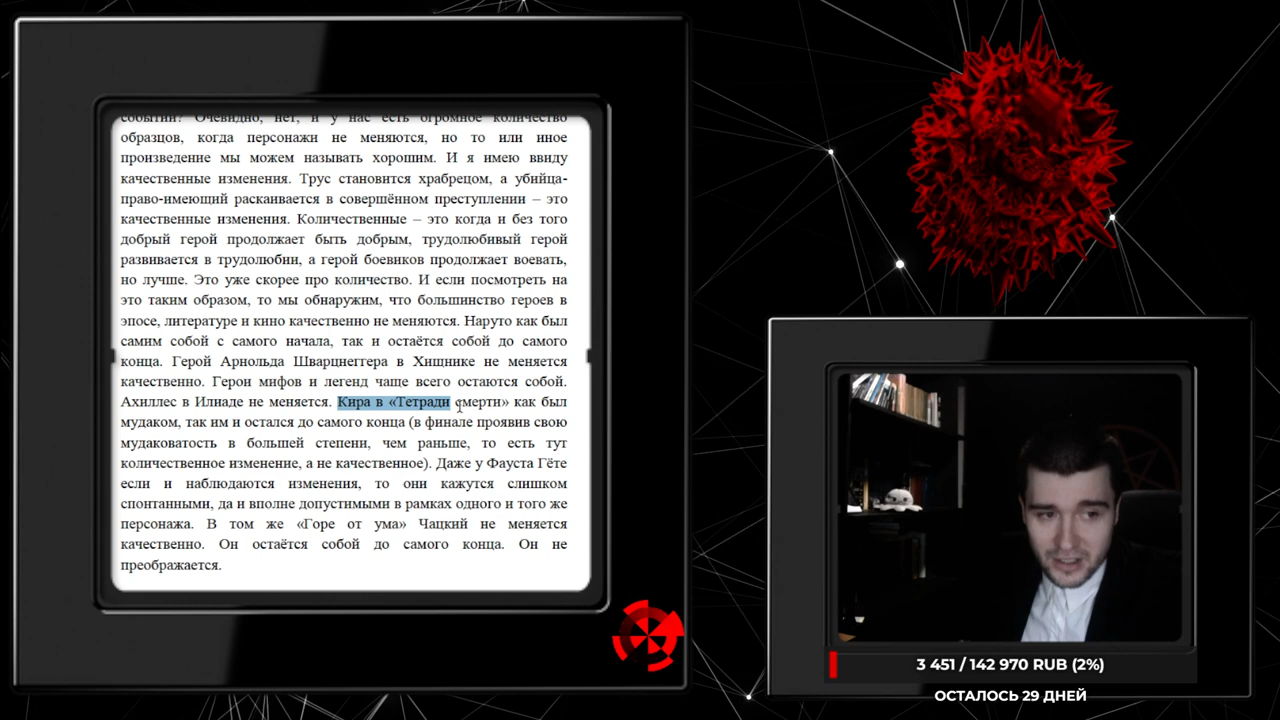 событий? Очевидно, нет, и у нас есть огромное количество
образцов, когда персонажи не меняются, но то или иное
произведение мы можем называть хорошим. И я имею ввиду
качественные изменения. Трус становится храбрецом, а убийца-
право-имеющий раскаивается в совершённом преступлении – это
качественные изменения. Количественные – это когда и без того
добрый герой продолжает быть добрым, трудолюбивый герой
развивается в трудолюбии, а герой боевиков продолжает воевать,
но лучше. Это уже скорее про количество. И если посмотреть на
это таким образом, то мы обнаружим, что большинство героев в
эпосе, литературе и кино качественно не меняются. Наруто как был
самим собой с самого начала, так и остаётся собой до самого
конца. Герой Арнольда Шварцнеггера в Хищнике не меняется
качественно. Герои мифов и легенд чаще всего остаются собой.
Ахиллес в Илиаде не меняется. Кира в «Тетради смерти» как был
мудаком, так им и остался до самого конца (в финале проявив свою
мудаковатость в большей степени, чем раньше, то есть тут
количественное изменение, а не качественное). Даже у Фауста Гёте
если и наблюдаются изменения, то они кажутся слишком
спонтанными, да и вполне допустимыми в рамках одного и того же
персонажа. В том же «Горе от ума» Чацкий не меняется
качественно. Он остаётся собой до самого конца. Он не
преображается.
3 451 / 142 970 RUB (2%)
ОСТАЛОСЬ 29 ДНЕЙ